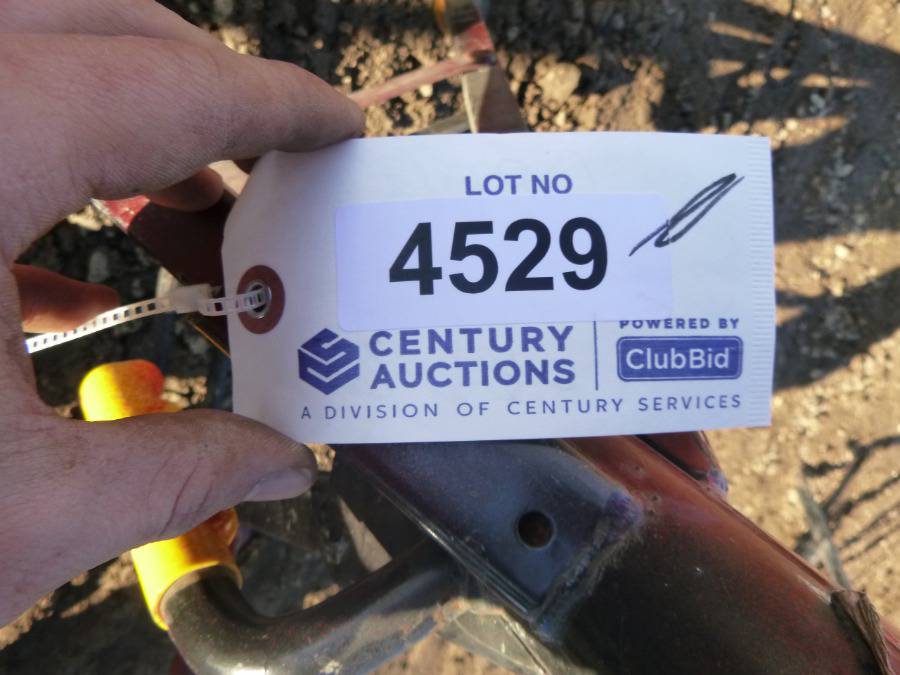 LOT NO
4529
CENTURY
AUCTIONS
POWERED BY
ClubBid
A DIVISION OF CENTURY SERVICES